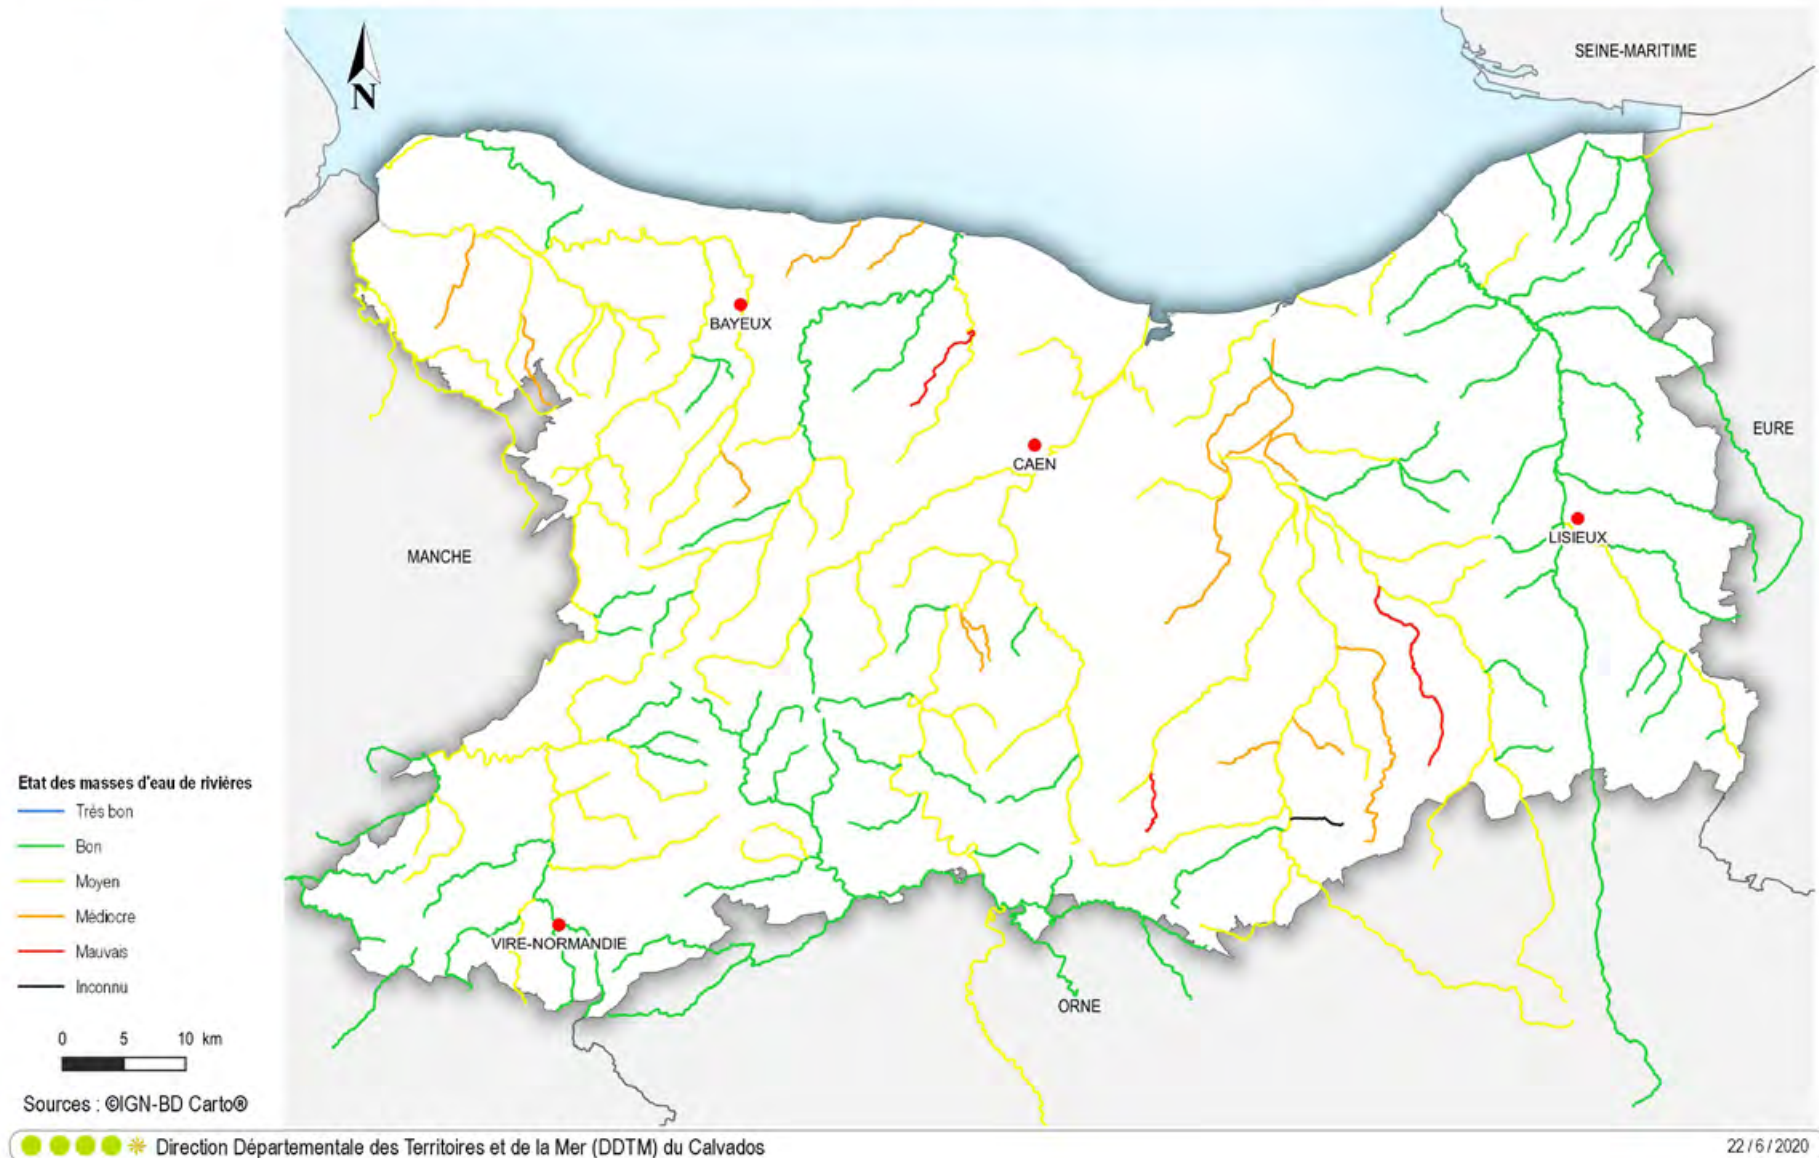 SEINE-MARITIME
N
BAYEUX
CAEN
EURE
LISIEUX
MANCHE
VIRE-NORMANDIE
ORNE
Etat des masses d'eau de rivières
Très bon
Bon
Moyen
Médiocre
Mauvais
Inconnu
0 5 10 km
Sources : ©IGN-BD Carto®
Direction Départementale des Territoires et de la Mer (DDTM) du Calvados
22/6/2020